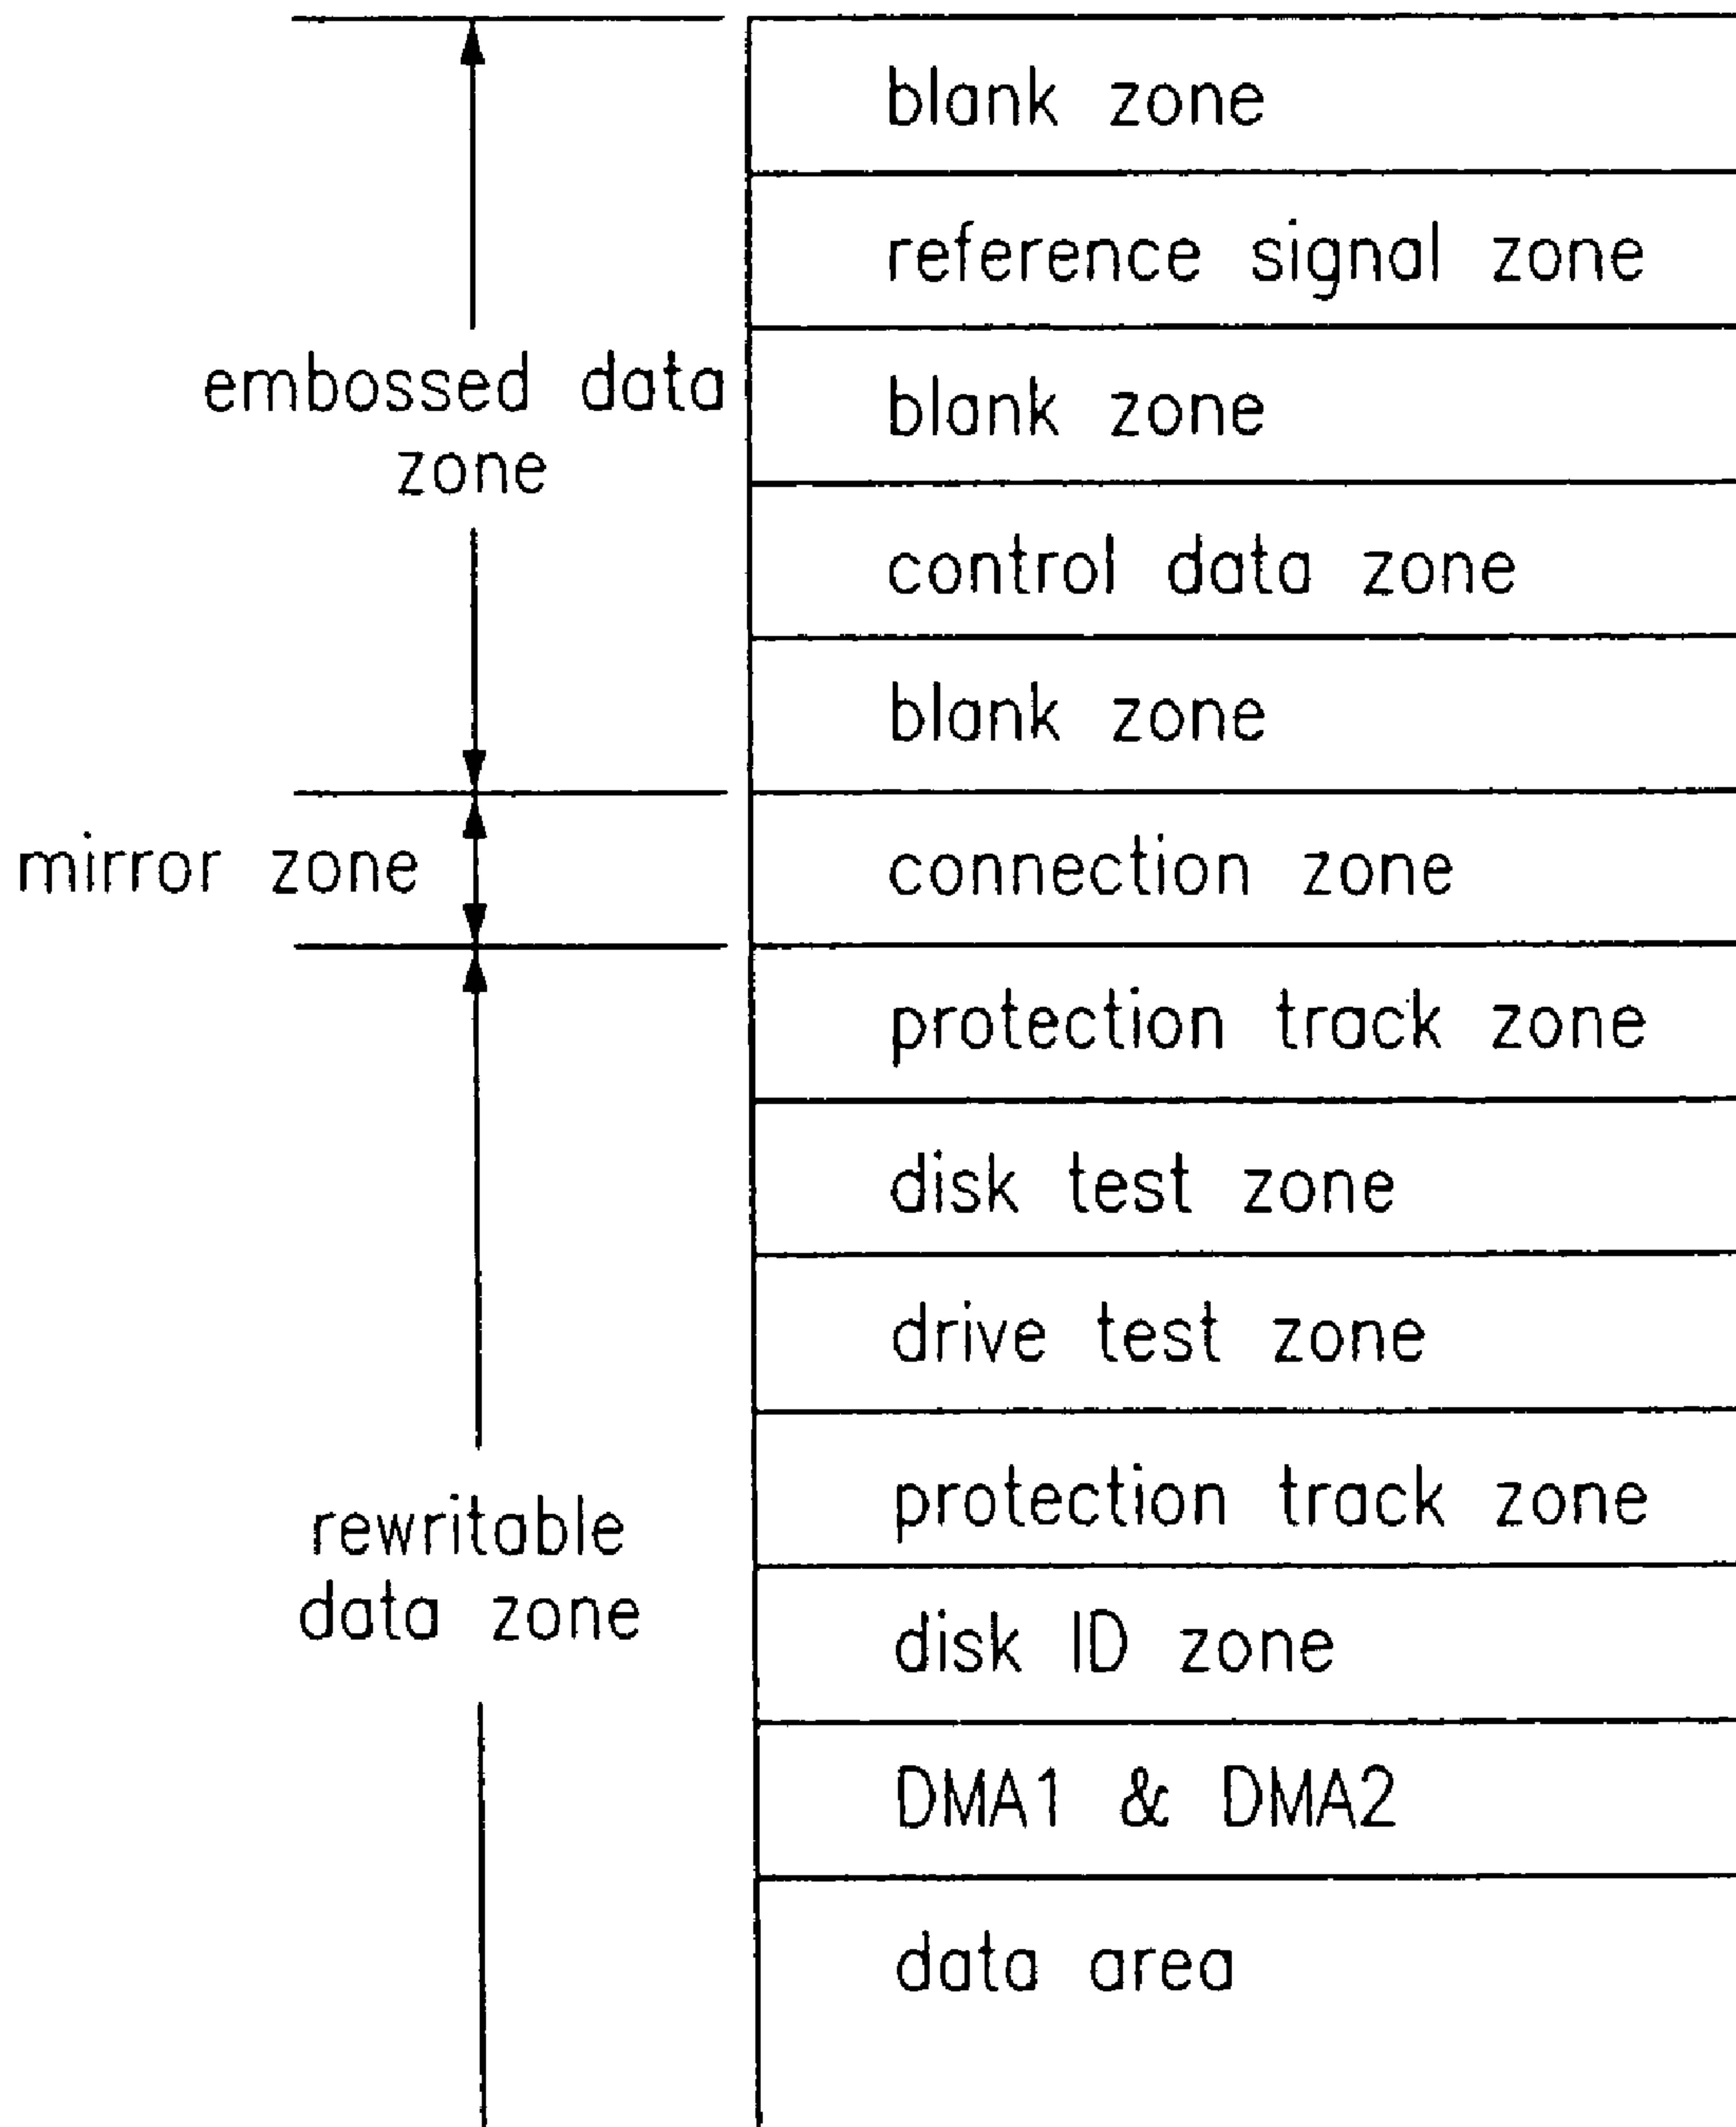 blank zone
reference signal zone
embossed data
zone
blank zone
control data zone
blank zone
mirror zone
connection zone
protection track zone
disk test zone
drive test zone
protection track zone
rewritable
data zone
disk ID zone
DMA1 & DMA2
data area